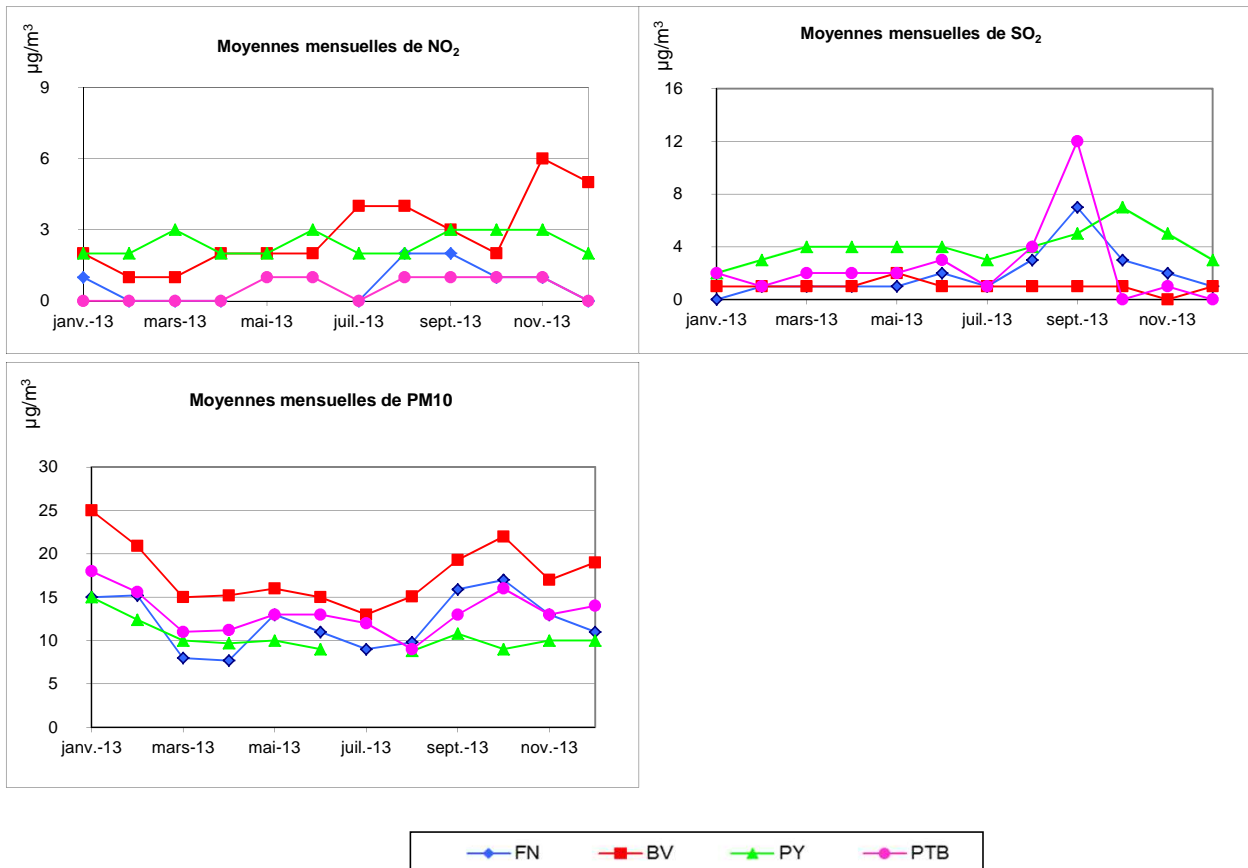 µg/m³
Moyennes mensuelles de NO₂
9
6
3
0
janv.-13 mars-13 mai-13 juil.-13 sept.-13 nov.-13
µg/m³
Moyennes mensuelles de SO₂
16
12
8
4
0
janv.-13 mars-13 mai-13 juil.-13 sept.-13 nov.-13
µg/m³
Moyennes mensuelles de PM10
30
25
20
15
10
5
0
janv.-13 mars-13 mai-13 juil.-13 sept.-13 nov.-13
FN BV PY PTB